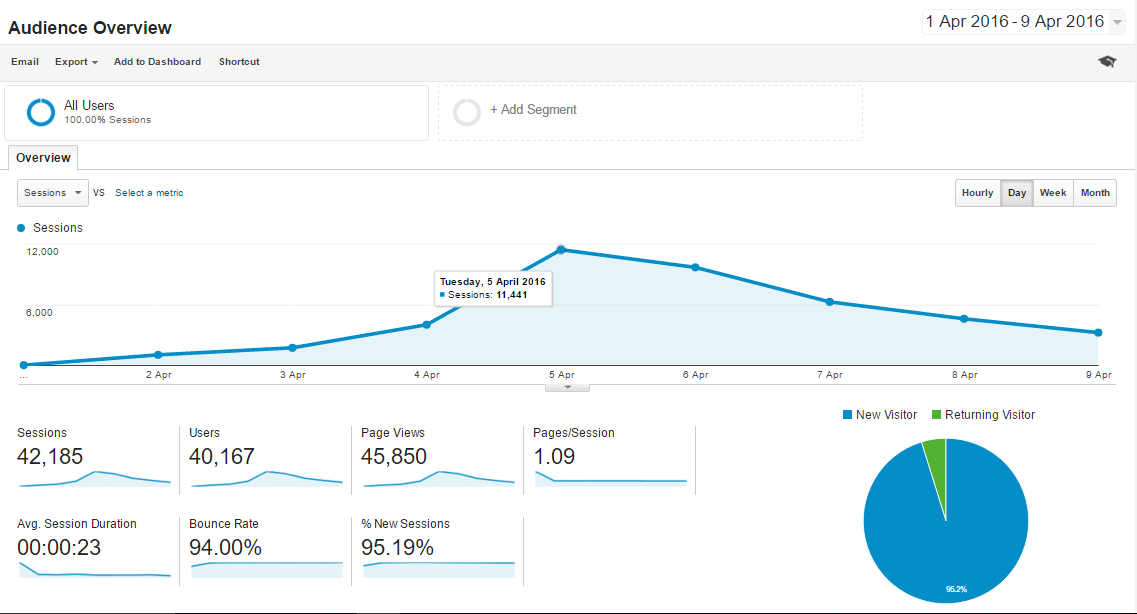 Audience Overview
1 Apr 2016 - 9 Apr 2016
Email Export Add to Dashboard Shortcut
All Users
100.00% Sessions
+ Add Segment
Overview
Sessions VS Select a metric
Hourly Day Week Month
Sessions
12,000
6,000
Tuesday, 5 April 2016
Sessions: 11,441
... 2 Apr 3 Apr 4 Apr 5 Apr 6 Apr 7 Apr 8 Apr 9 Apr
New Visitor Returning Visitor
Sessions Users Page Views Pages/Session
42,185 40,167 45,850 1.09
Avg. Session Duration Bounce Rate % New Sessions
00:00:23 94.00% 95.19%
95.2%